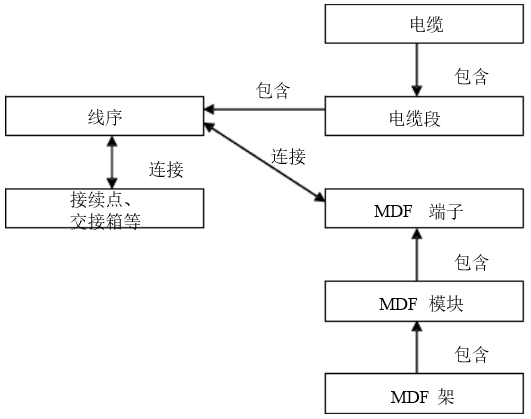 电缆
包含
包含
线序
电缆段
连接
连接
接续点、
交接箱等
MDF 端子
包含
MDF 模块
包含
MDF 架